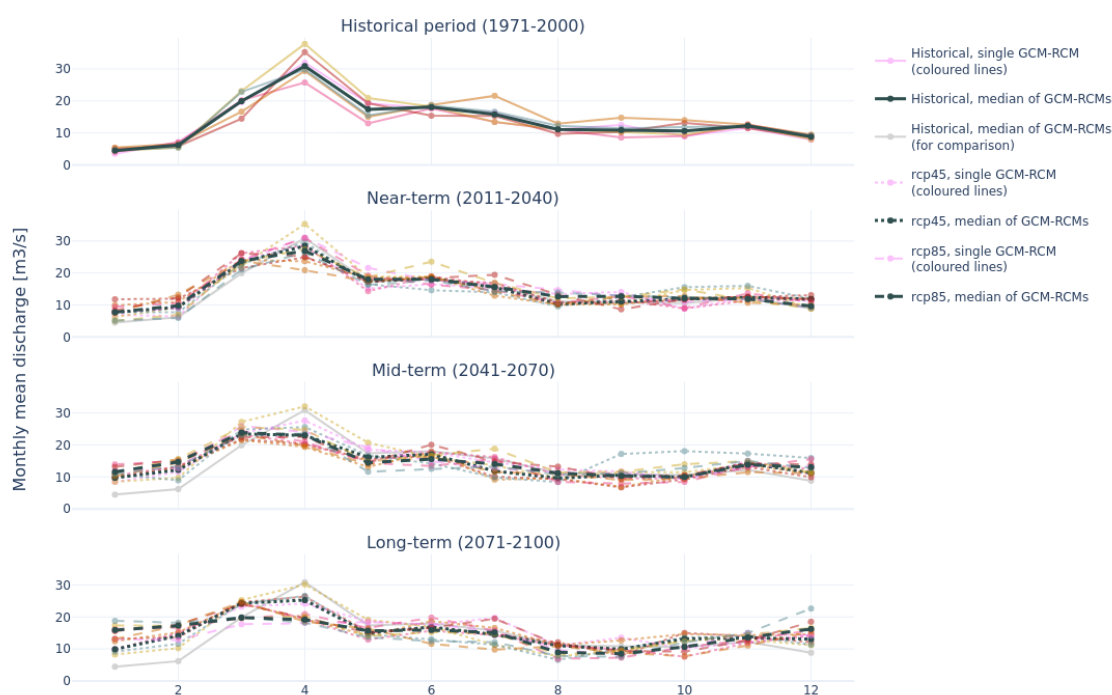 Historical period (1971-2000)
30
20
10
0
Near-term (2011-2040)
30
20
10
0
Mid-term (2041-2070)
30
20
10
0
Long-term (2071-2100)
30
20
10
0
2
4
6
8
10
12
Monthly mean discharge [m3/s]
Historical, single GCM-RCM
(coloured lines)
Historical, median of GCM-RCMs
Historical, median of GCM-RCMs
(for comparison)
rcp45, single GCM-RCM
(coloured lines)
rcp45, median of GCM-RCMs
rcp85, single GCM-RCM
(coloured lines)
rcp85, median of GCM-RCMs